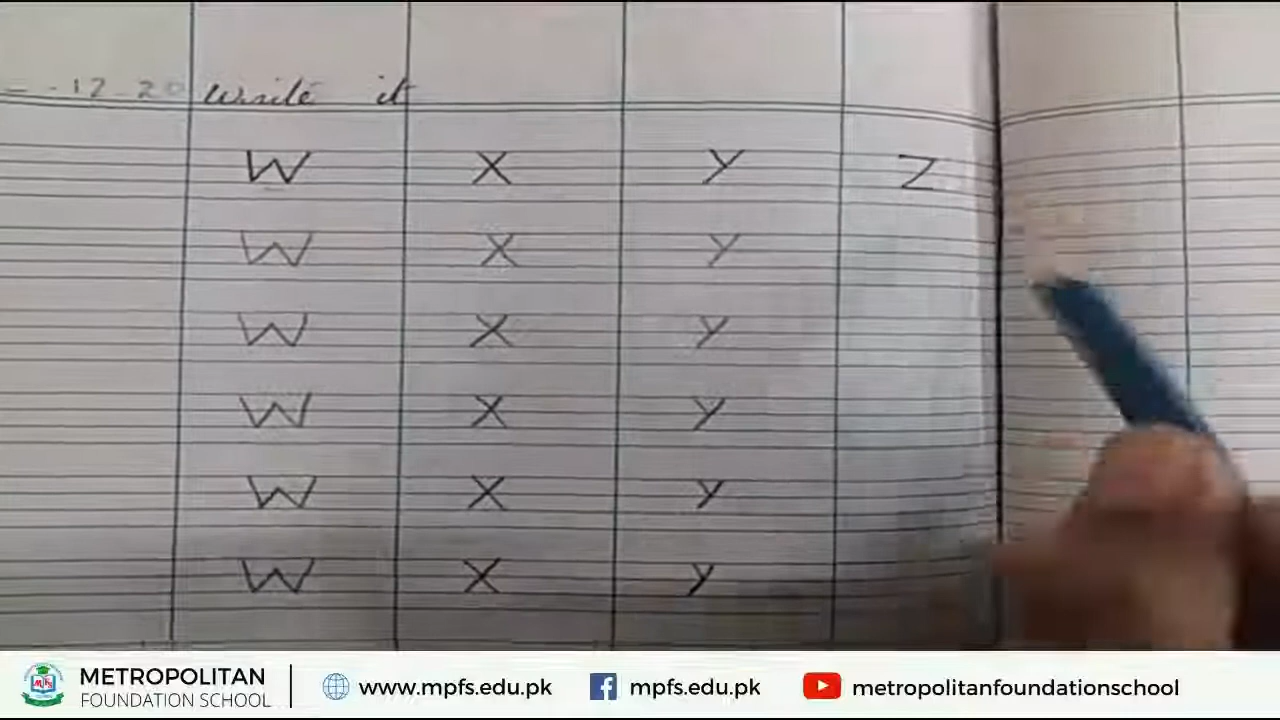 -12-20 Write it
W X Y Z
W X Y
W X Y
W X Y
W X Y
W X Y
METROPOLITAN
FOUNDATION SCHOOL
www.mpfs.edu.pk
mpfs.edu.pk
metropolitanfoundationschool